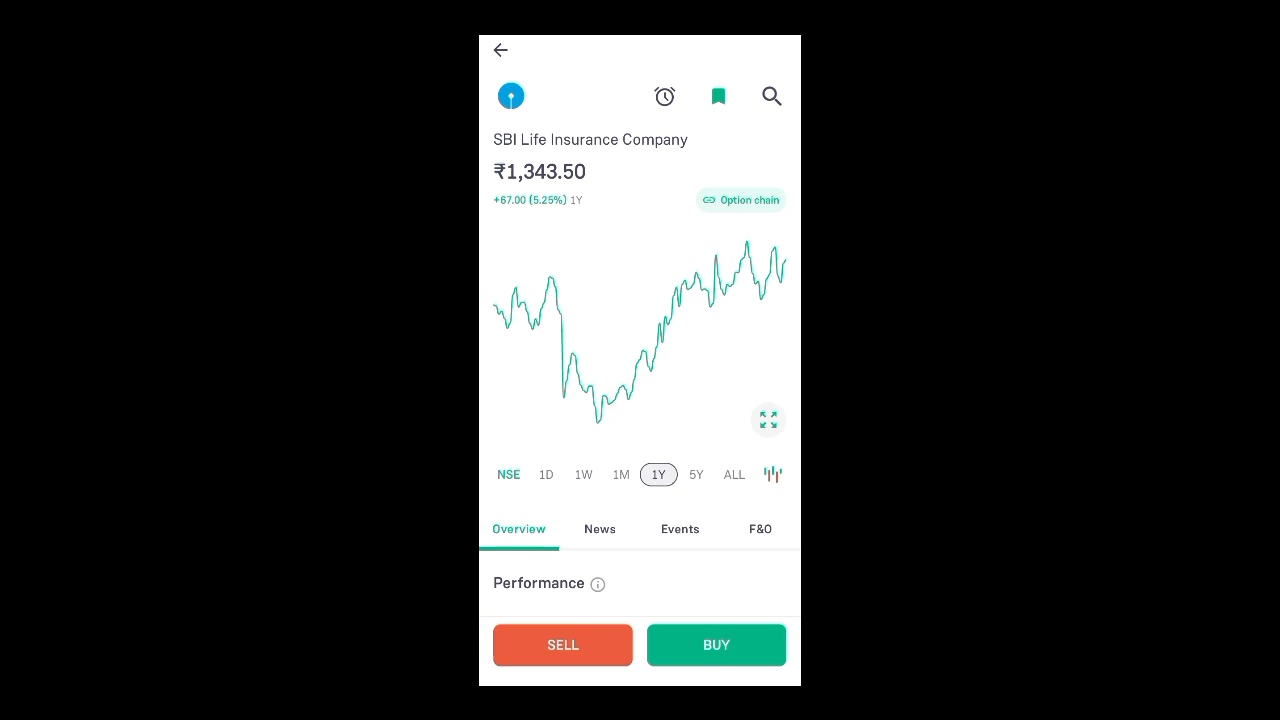 SBI Life Insurance Company
₹1,343.50
+67.00 (5.25%) 1Y
Option chain
NSE 1D 1W 1M 1Y 5Y ALL
Overview News Events F&O
Performance
SELL BUY